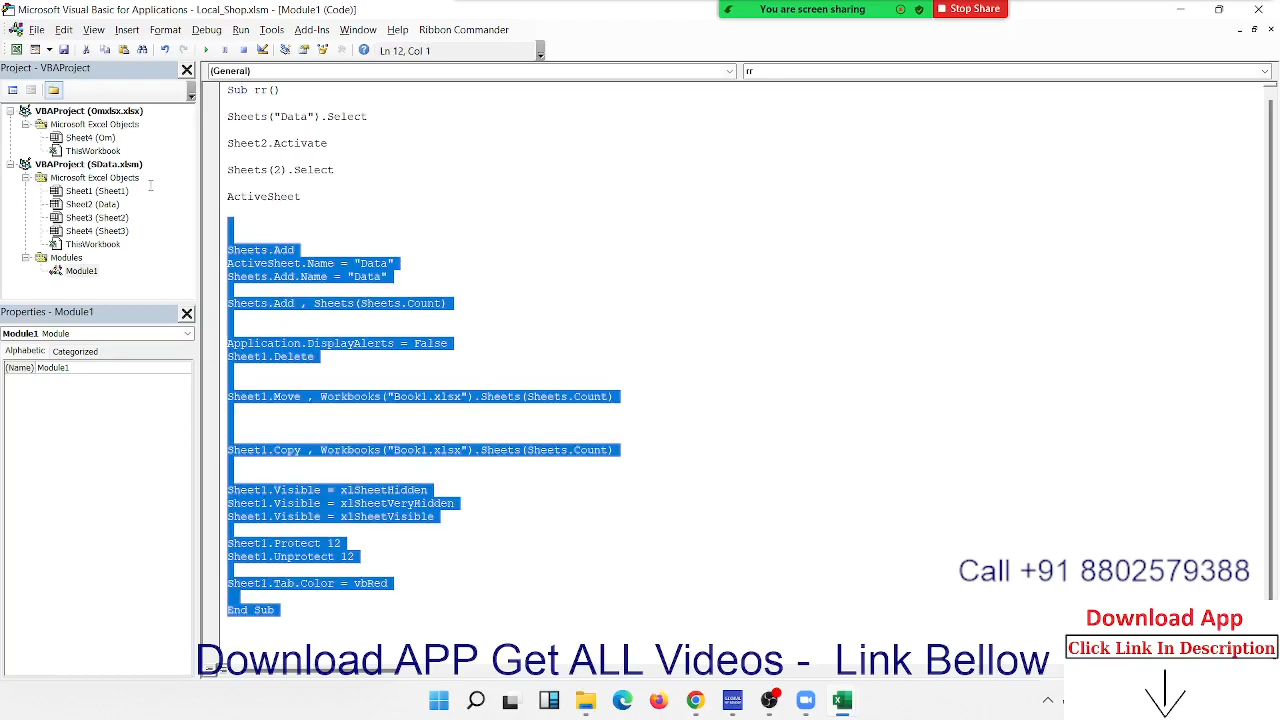 Microsoft Visual Basic for Applications - Local_Shop.xlsm - [Module1 (Code)]
You are screen sharing
Stop Share
File Edit View Insert Format Debug Run Tools Add-Ins Window Help Ribbon Commander
Ln 12, Col 1
Project - VBAProject
(General)
rr
VBAProject (Omxlsx.xlsx)
Microsoft Excel Objects
Sheet4 (Om)
ThisWorkbook
VBAProject (SData.xlsm)
Microsoft Excel Objects
Sheet1 (Sheet1)
Sheet2 (Data)
Sheet3 (Sheet2)
Sheet4 (Sheet3)
ThisWorkbook
Modules
Module1
Properties - Module1
Module1 Module
Alphabetic Categorized
(Name) Module1
Sub rr()
Sheets("Data").Select
Sheet2.Activate
Sheets(2).Select
ActiveSheet
Sheets.Add
ActiveSheet.Name = "Data"
Sheets.Add.Name = "Data"
Sheets.Add , Sheets(Sheets.Count)
Application.DisplayAlerts = False
Sheet1.Delete
Sheet1.Move , Workbooks("Book1.xlsx").Sheets(Sheets.Count)
Sheet1.Copy , Workbooks("Book1.xlsx").Sheets(Sheets.Count)
Sheet1.Visible = xlSheetHidden
Sheet1.Visible = xlSheetVeryHidden
Sheet1.Visible = xlSheetVisible
Sheet1.Protect 12
Sheet1.Unprotect 12
Sheet1.Tab.Color = vbRed
End Sub
Call +91 8802579388
Download App
Click Link In Description
Download APP Get ALL Videos - Link Bellow